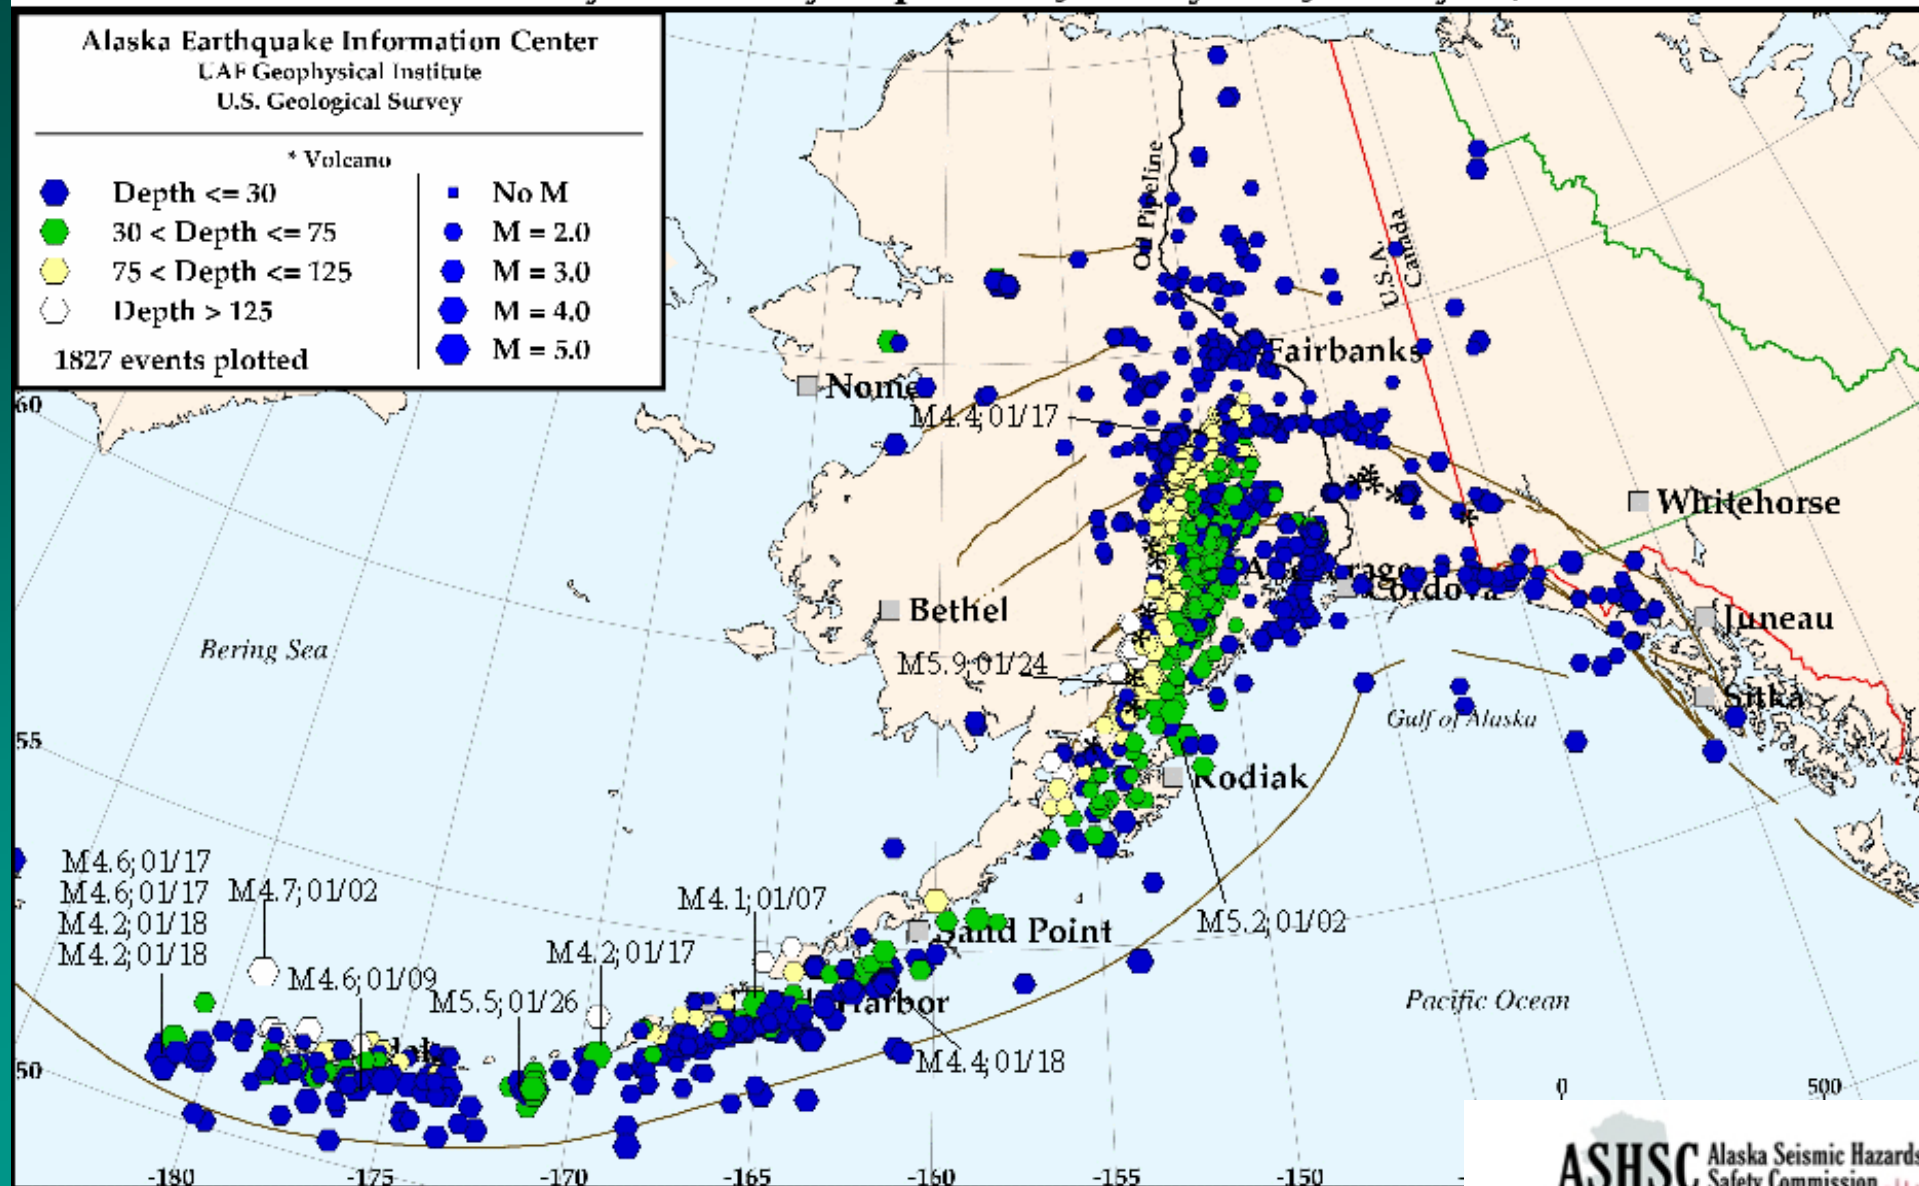 Alaska Earthquake Information Center
UAF Geophysical Institute
U.S. Geological Survey
* Volcano
Depth <= 30
30 < Depth <= 75
75 < Depth <= 125
Depth > 125
1827 events plotted
No M
M = 2.0
M = 3.0
M = 4.0
M = 5.0
Oil Pipeline
U.S.A.
Canada
Fairbanks
60
Nome
M4.4;01/17
Whitehorse
Cordova
Bethel
Juneau
Bering Sea
M5.9;01/24
Sitka
Gulf of Alaska
55
Kodiak
M4.6;01/17
M4.6;01/17
M4.2;01/18
M4.2;01/18
M4.7;01/02
M4.1;01/07
M5.2;01/02
Sand Point
M4.2;01/17
M4.6;01/09
M5.5;01/26
Harbor
Pacific Ocean
M4.4;01/18
50
0
500
-180
-175
-170
-165
-160
-155
-150
ASHSC
Alaska Seismic Hazards
Safety Commission